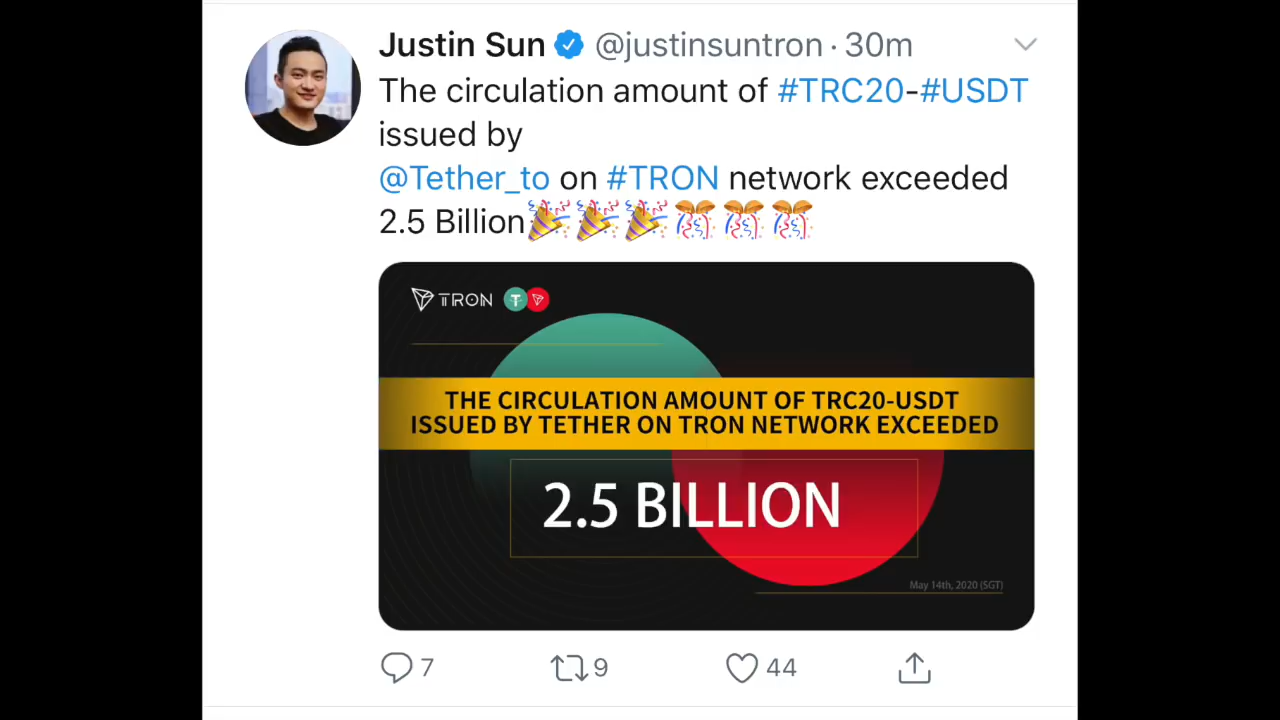 Justin Sun @justinsuntron · 30m
The circulation amount of #TRC20-#USDT
issued by
@Tether_to on #TRON network exceeded
2.5 Billion🎉🎉🎉🎊🎊🎊
TRON
THE CIRCULATION AMOUNT OF TRC20-USDT
ISSUED BY TETHER ON TRON NETWORK EXCEEDED
2.5 BILLION
May 14th, 2020 (SGT)
7 9 44